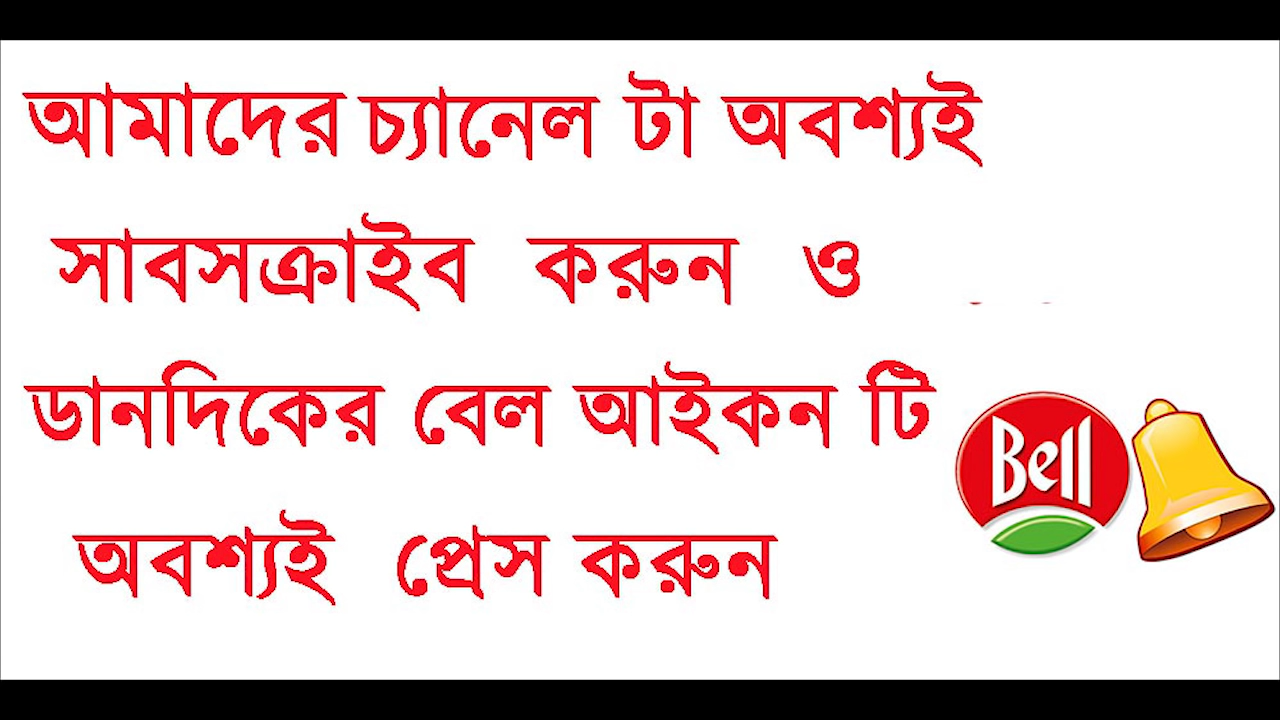 আমাদের চ্যানেল টা অবশ্যই
সাবসক্রাইব করুন ও
ডানদিকের বেল আইকন টি
Bell
অবশ্যই প্রেস করুন